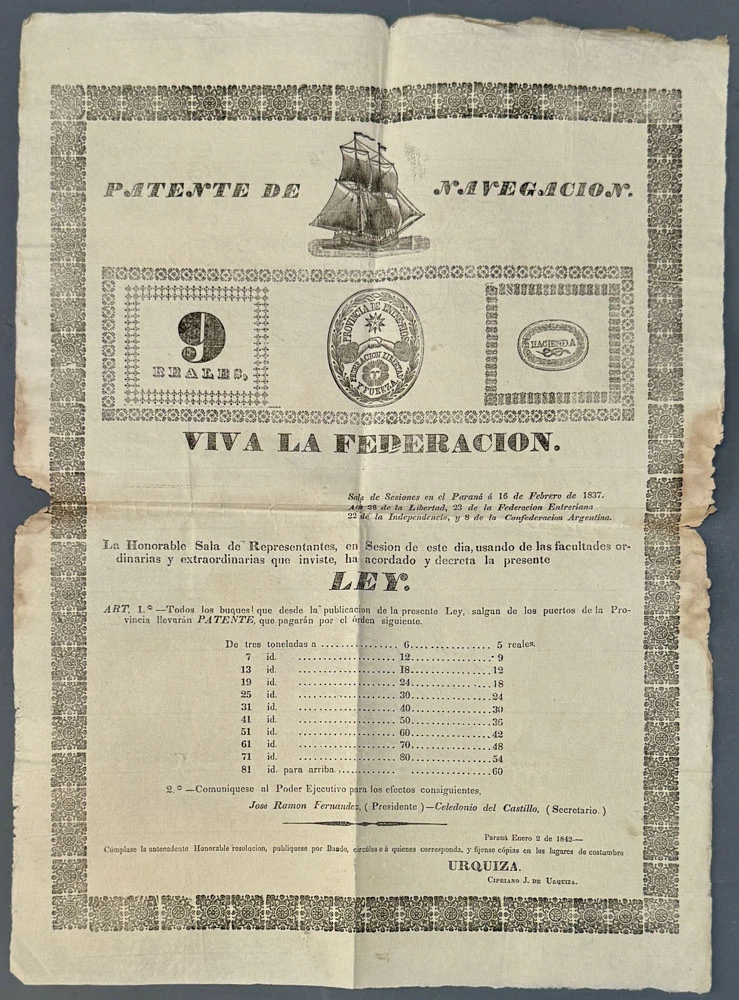 PATENTE DE NAVEGACION.
9
REALES,
PROVINCIA DE ENTRERIOS
FEDERACION LIBERTAD
Y FUERZA
HACIENDA
VIVA LA FEDERACION.
Sala de Sesiones en el Paraná á 16 de Febrero de 1837.
Año 28 de la Libertad, 23 de la Federacion Entreriana
22 de la Independencia, y 8 de la Confederacion Argentina.
La Honorable Sala de Representantes, en Sesion de este dia, usando de las facultades or-
dinarias y extraordinarias que inviste, ha acordado y decreta la presente
LEY.
ART. 1.º —Todos los buques que desde la publicacion de la presente Ley, salgan de los puertos de la Pro-
vincia llevarán PATENTE, que pagarán por el órden siguiente.
De tres toneladas a ............... 6................ 5 reales.
7 id. ................... 12................ 9
13 id. ................... 18................ 12
19 id. ................... 24................ 18
25 id. ................... 30................ 24
31 id. ................... 40................ 30
41 id. ................... 50................ 36
51 id. ................... 60................ 42
61 id. ................... 70................ 48
71 id. ................... 80................ 54
81 id. para arriba............. ................ 60
2.º —Comuniquese al Poder Ejecutivo para los efectos consiguientes.
José Ramon Fernandez, ( Presidente )—Celedonio del Castillo, ( Secretario )
Paraná Enero 2 de 1842—
Cúmplase la antecedente Honorable resolucion, publiquese por Bando, circúlese á quienes corresponda, y fijense cópias en los lugares de costumbre
URQUIZA.
CIPRIANO J. DE URQUIZA.